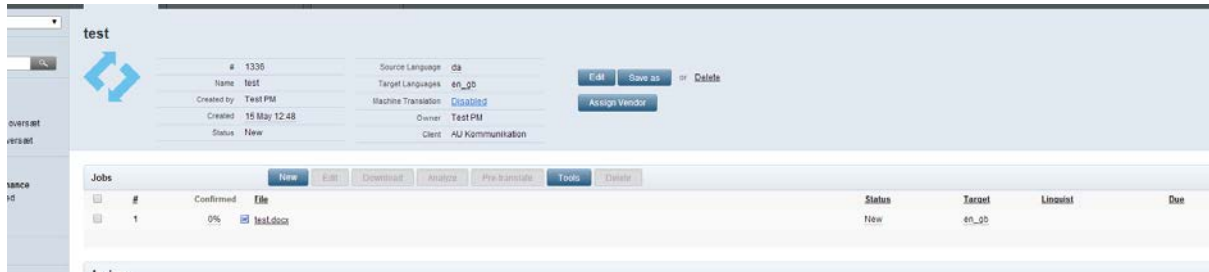 test
# 1336 Source Language da
Name test Target Languages en_gb Edit Save as or Delete
Created by Test PM Machine Translation Disabled Assign Vendor
Created 15 May 12:48 Owner Test PM
Status New Client AU Kommunikation
oversæt
versæt
Jobs New Edit Download Analyze Pre-translate Tools Delete
nance
# Confirmed File Status Target Linguist Due
1 0% test.docx New en_gb